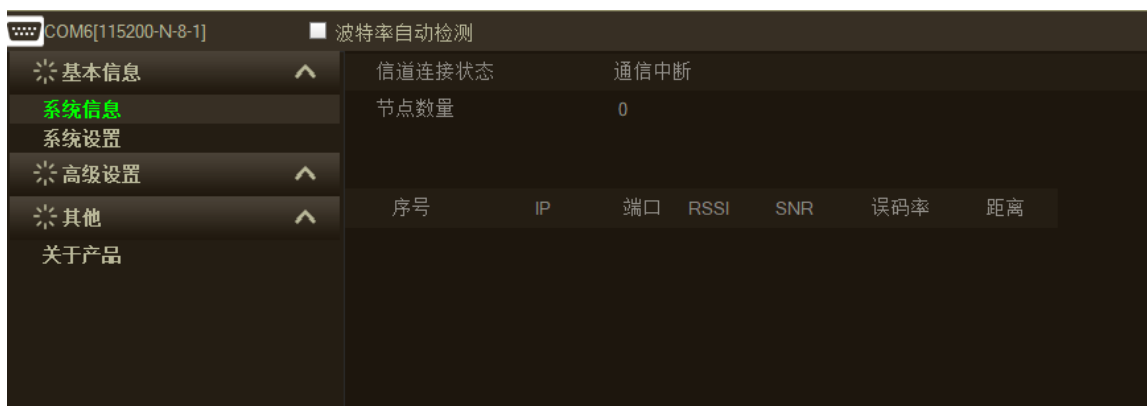 COM6[115200-N-8-1] 波特率自动检测
基本信息
系统信息
系统设置
高级设置
其他
关于产品
信道连接状态 通信中断
节点数量 0
序号 IP 端口 RSSI SNR 误码率 距离